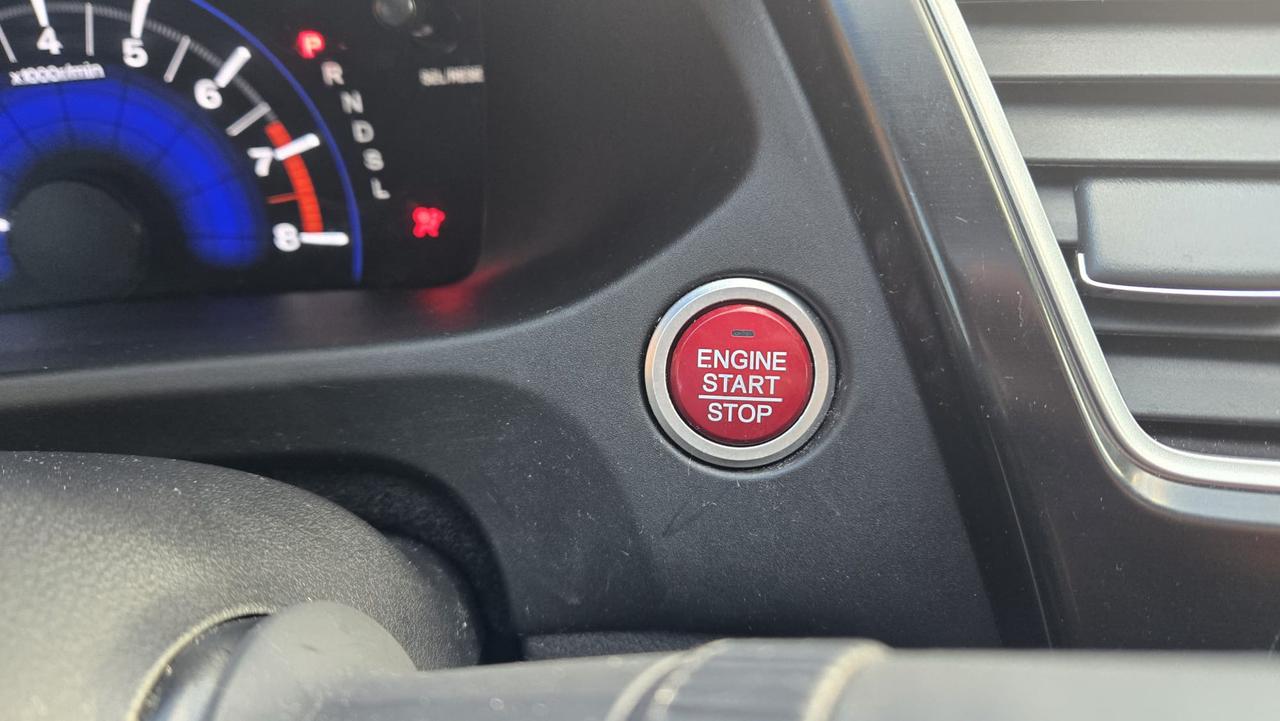 4
5
x1000r/min
6
7
8
P
R
N
D
S
L
SEL/RESET
ENGINE
START
STOP